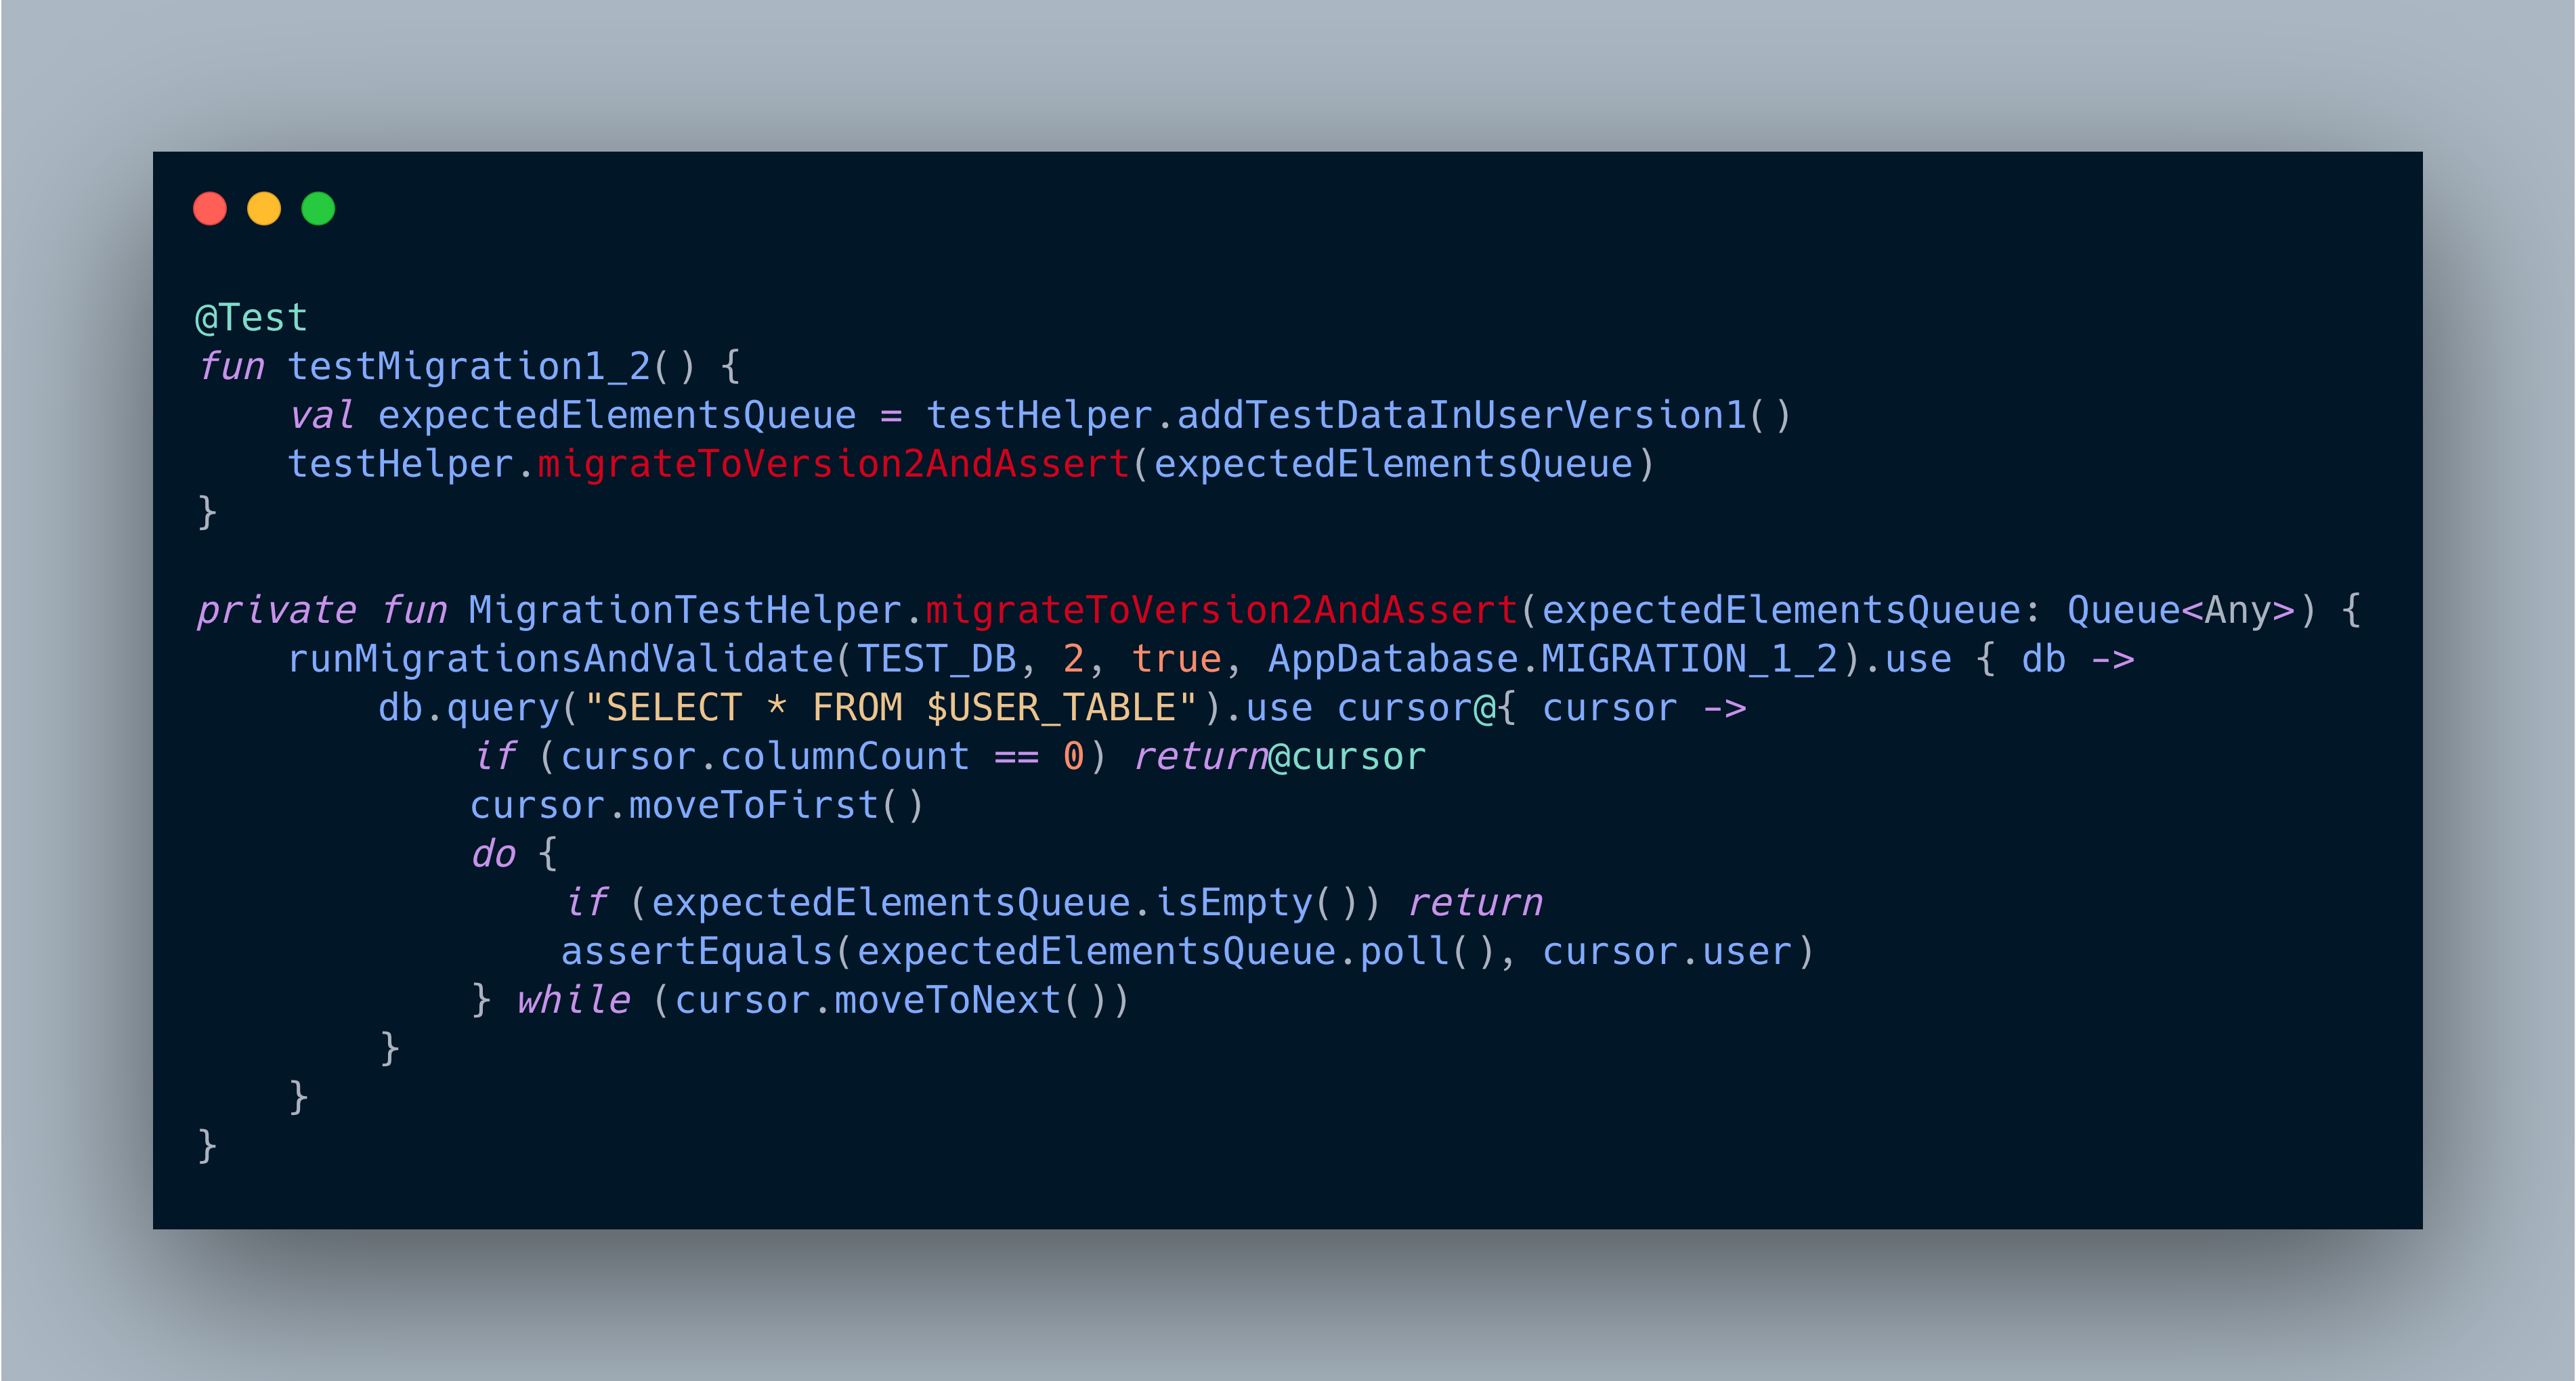 @Test
fun testMigration1_2() {
    val expectedElementsQueue = testHelper.addTestDataInUserVersion1()
    testHelper.migrateToVersion2AndAssert(expectedElementsQueue)
}

private fun MigrationTestHelper.migrateToVersion2AndAssert(expectedElementsQueue: Queue<Any>) {
    runMigrationsAndValidate(TEST_DB, 2, true, AppDatabase.MIGRATION_1_2).use { db ->
        db.query("SELECT * FROM $USER_TABLE").use cursor@{ cursor ->
            if (cursor.columnCount == 0) return@cursor
            cursor.moveToFirst()
            do {
                if (expectedElementsQueue.isEmpty()) return
                assertEquals(expectedElementsQueue.poll(), cursor.user)
            } while (cursor.moveToNext())
        }
    }
}